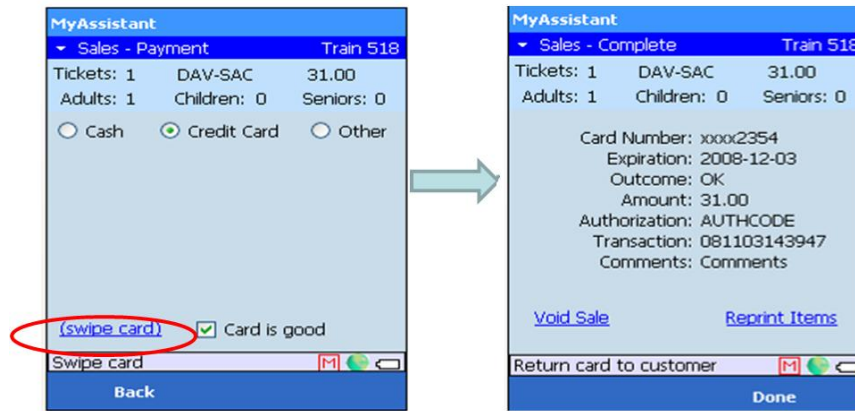 MyAssistant
Sales - Payment Train 518
Tickets: 1 DAV-SAC 31.00
Adults: 1 Children: 0 Seniors: 0
Cash Credit Card Other
(swipe card) Card is good
Swipe card M
Back
MyAssistant
Sales - Complete Train 518
Tickets: 1 DAV-SAC 31.00
Adults: 1 Children: 0 Seniors: 0
Card Number: xxxx2354
Expiration: 2008-12-03
Outcome: OK
Amount: 31.00
Authorization: AUTHCODE
Transaction: 081103143947
Comments: Comments
Void Sale Reprint Items
Return card to customer M
Done